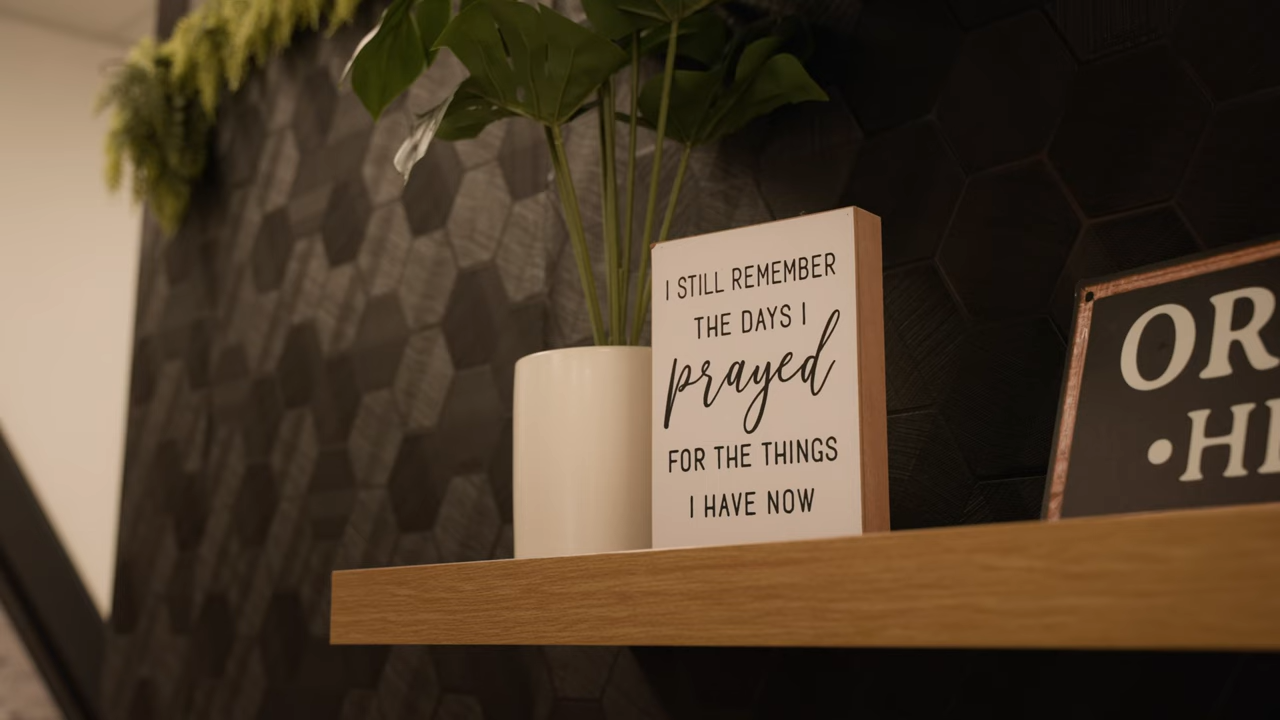 I STILL REMEMBER
THE DAYS I
prayed
FOR THE THINGS
I HAVE NOW